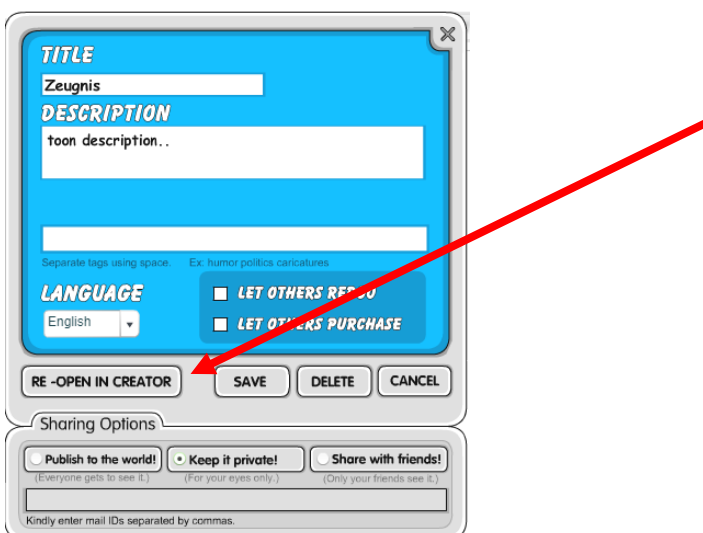 TITLE
Zeugnis
DESCRIPTION
toon description..
Separate tags using space. Ex: humor politics caricatures
LANGUAGE
LET OTHERS
English
LET OTHERS PURCHASE
RE -OPEN IN CREATOR SAVE DELETE CANCEL
Sharing Options
Publish to the world! Keep it private! Share with friends!
(Everyone gets to see it.) (For your eyes only.) (Only your friends see it.)
Kindly enter mail IDs separated by commas.